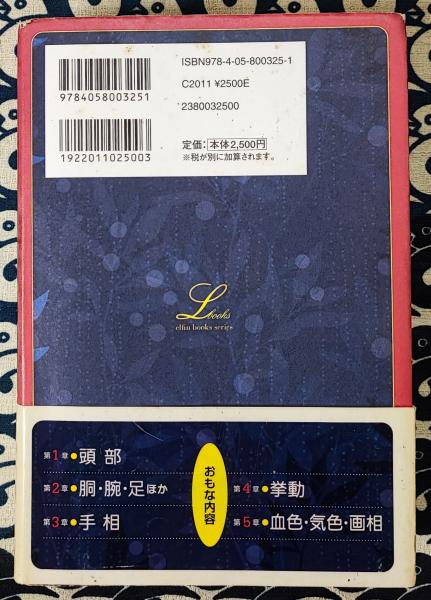 ISBN978-4-05-800325-1
9784058003251
C2011 ¥2500E
2380032500
1922011025003
定価：本体2,500円
※税が別に加算されます。
L books
elfin books series
おもな内容
第1章●頭部
第2章●胴・腕・足ほか
第3章●手相
第4章●挙動
第5章●血色・気色・画相